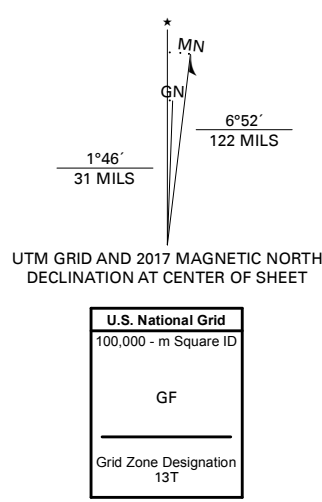 ★
MN
GN
6°52´
122 MILS
1°46´
31 MILS
UTM GRID AND 2017 MAGNETIC NORTH
DECLINATION AT CENTER OF SHEET
U.S. National Grid
100,000 - m Square ID
GF
Grid Zone Designation
13T